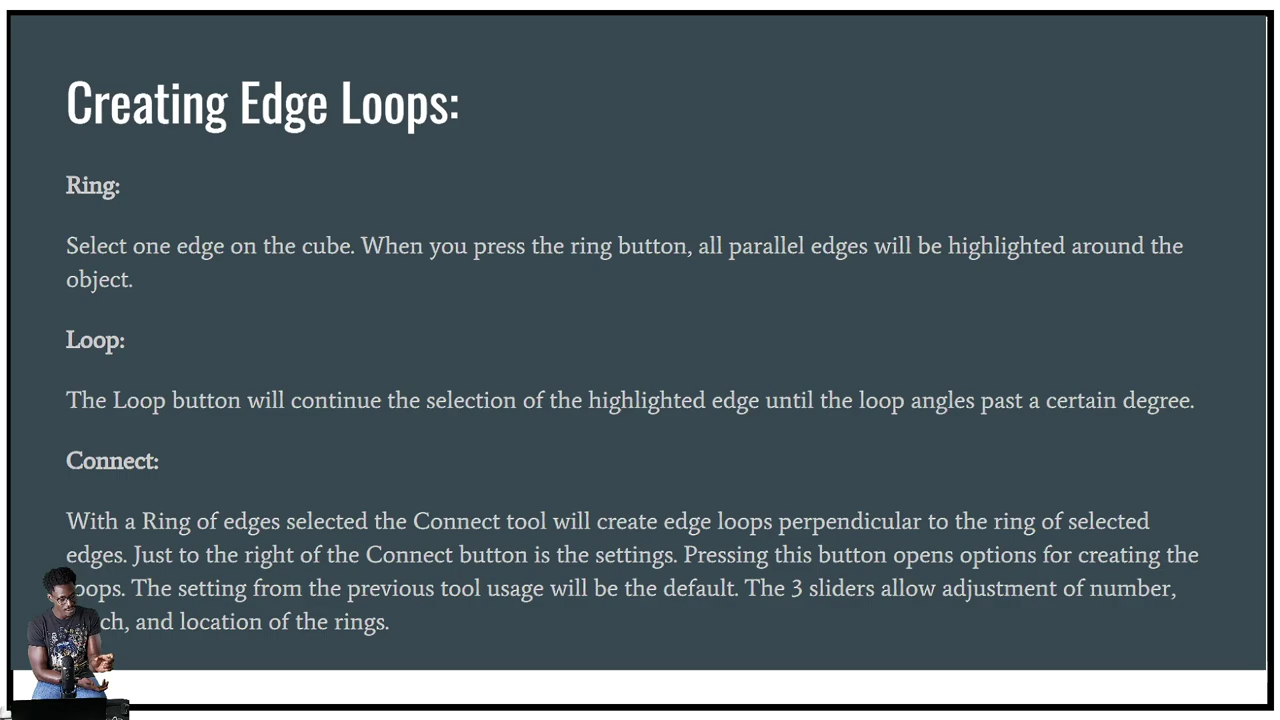 Creating Edge Loops:
Ring:
Select one edge on the cube. When you press the ring button, all parallel edges will be highlighted around the
object.
Loop:
The Loop button will continue the selection of the highlighted edge until the loop angles past a certain degree.
Connect:
With a Ring of edges selected the Connect tool will create edge loops perpendicular to the ring of selected
edges. Just to the right of the Connect button is the settings. Pressing this button opens options for creating the
oops. The setting from the previous tool usage will be the default. The 3 sliders allow adjustment of number,
ch, and location of the rings.